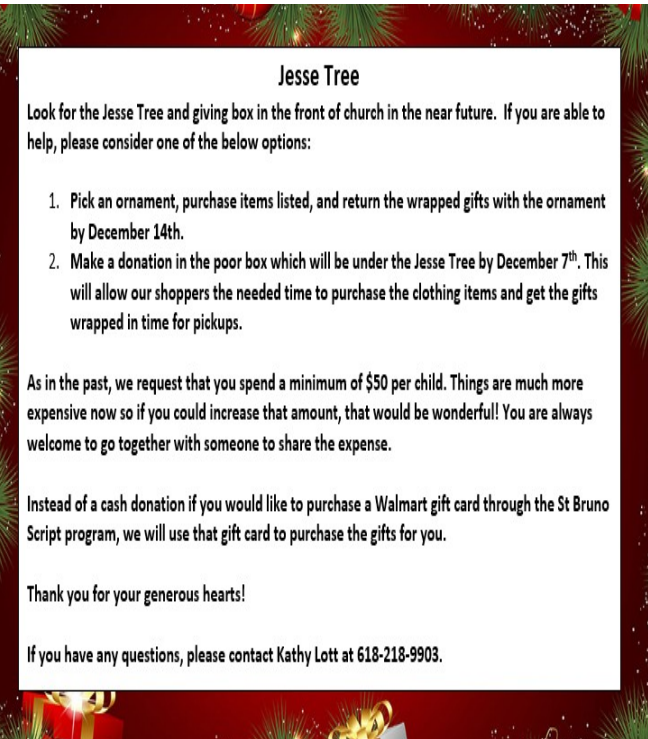 Jesse Tree
Look for the Jesse Tree and giving box in the front of church in the near future. If you are able to
help, please consider one of the below options:
1. Pick an ornament, purchase items listed, and return the wrapped gifts with the ornament
by December 14th.
2. Make a donation in the poor box which will be under the Jesse Tree by December 7th. This
will allow our shoppers the needed time to purchase the clothing items and get the gifts
wrapped in time for pickups.
As in the past, we request that you spend a minimum of $50 per child. Things are much more
expensive now so if you could increase that amount, that would be wonderful! You are always
welcome to go together with someone to share the expense.
Instead of a cash donation if you would like to purchase a Walmart gift card through the St Bruno
Script program, we will use that gift card to purchase the gifts for you.
Thank you for your generous hearts!
If you have any questions, please contact Kathy Lott at 618-218-9903.